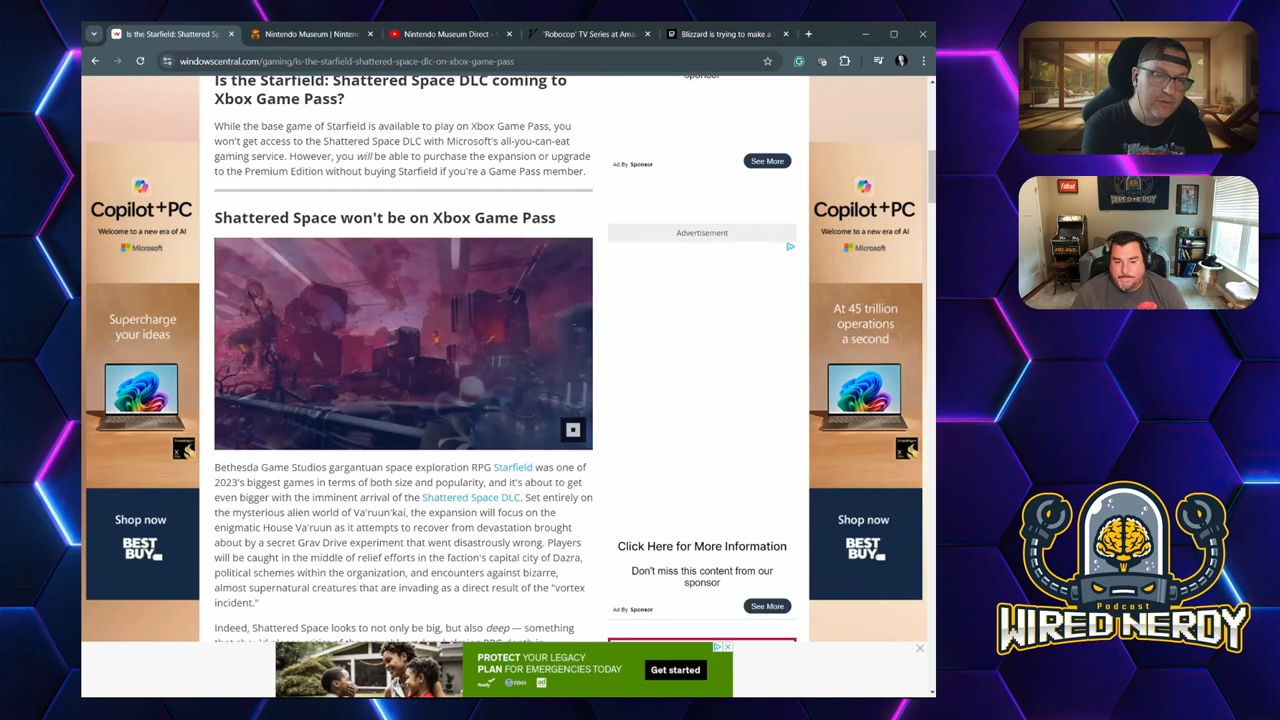 Is the Starfield: Shattered Sp
Nintendo Museum | Ninten
Nintendo Museum Direct -
'Robocop' TV Series at Ama
Blizzard is trying to make a
windowscentral.com/gaming/is-the-starfield-shattered-space-dlc-on-xbox-game-pass
Is the Starfield: Shattered Space DLC coming to
Xbox Game Pass?
While the base game of Starfield is available to play on Xbox Game Pass, you
won't get access to the Shattered Space DLC with Microsoft's all-you-can-eat
gaming service. However, you will be able to purchase the expansion or upgrade
to the Premium Edition without buying Starfield if you're a Game Pass member.
Shattered Space won't be on Xbox Game Pass
Bethesda Game Studios gargantuan space exploration RPG Starfield was one of
2023's biggest games in terms of both size and popularity, and it's about to get
even bigger with the imminent arrival of the Shattered Space DLC. Set entirely on
the mysterious alien world of Va'ruun'kai, the expansion will focus on the
enigmatic House Va'ruun as it attempts to recover from devastation brought
about by a secret Grav Drive experiment that went disastrously wrong. Players
will be caught in the middle of relief efforts in the faction's capital city of Dazra,
political schemes within the organization, and encounters against bizarre,
almost supernatural creatures that are invading as a direct result of the "vortex
incident."
Indeed, Shattered Space looks to not only be big, but also deep — something
sponsor
Ad By Sponsor
See More
Advertisement
Click Here for More Information
Don't miss this content from our
sponsor
Ad By Sponsor
See More
Copilot+PC
Welcome to a new era of AI
Microsoft
Supercharge
your ideas
Snapdragon
Shop now
BEST
BUY
Copilot+PC
Welcome to a new era of AI
Microsoft
At 45 trillion
operations
a second
Snapdragon
Shop now
BEST
BUY
PROTECT YOUR LEGACY
PLAN FOR EMERGENCIES TODAY
Ready
FEMA
ad
Get started
Fallout
WIRED NERDY
ARCADE
Podcast
WIRED NERDY